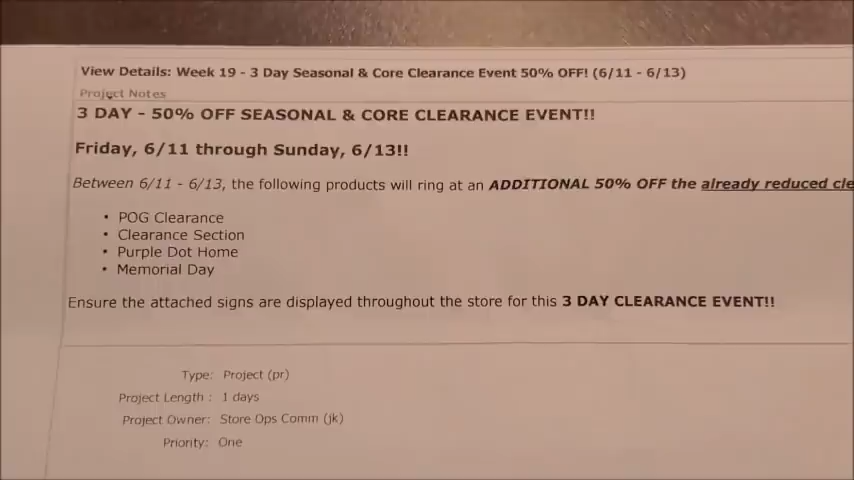 View Details: Week 19 - 3 Day Seasonal & Core Clearance Event 50% OFF! (6/11 - 6/13)
Project Notes
3 DAY - 50% OFF SEASONAL & CORE CLEARANCE EVENT!!
Friday, 6/11 through Sunday, 6/13!!
Between 6/11 - 6/13, the following products will ring at an ADDITIONAL 50% OFF the already reduced cle
• POG Clearance
• Clearance Section
• Purple Dot Home
• Memorial Day
Ensure the attached signs are displayed throughout the store for this 3 DAY CLEARANCE EVENT!!
Type: Project (pr)
Project Length : 1 days
Project Owner: Store Ops Comm (jk)
Priority: One